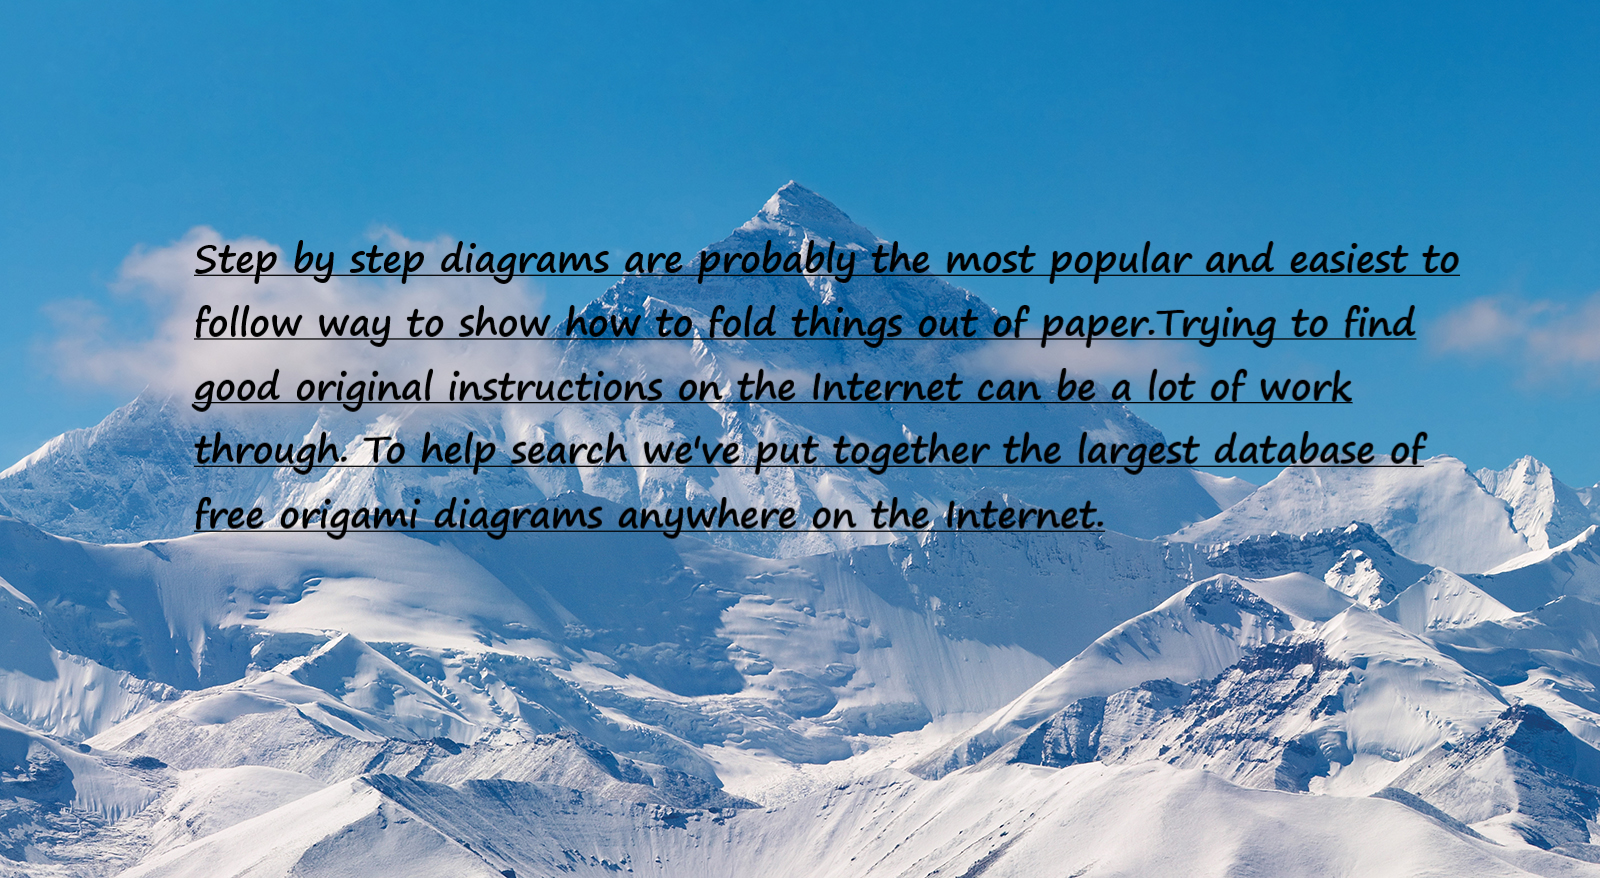 Step by step diagrams are probably the most popular and easiest to
follow way to show how to fold things out of paper.Trying to find
good original instructions on the Internet can be a lot of work
through. To help search we've put together the largest database of
free origami diagrams anywhere on the Internet.